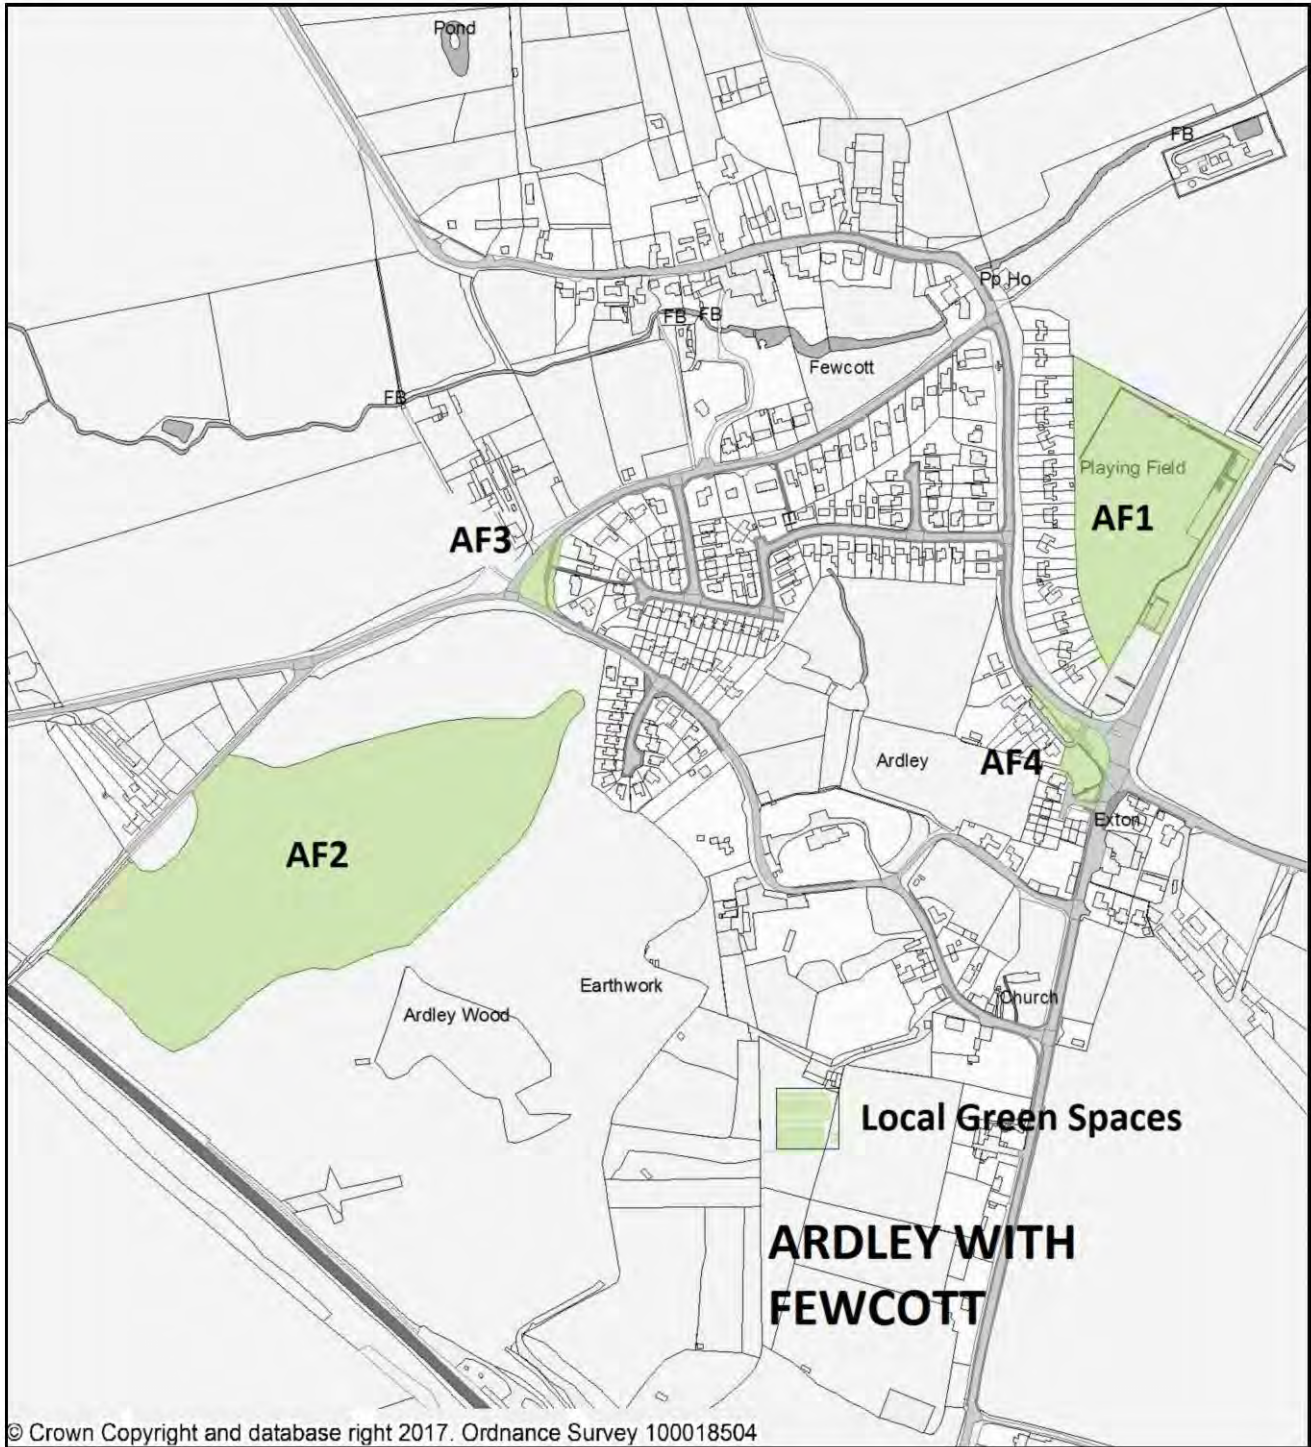 Pond
FB
Pp Ho
FB
FB
Fewcott
FB
Playing Field
AF1
AF3
Ardley
AF4
Exton
AF2
Earthwork
Church
Ardley Wood
Local Green Spaces
ARDLEY WITH
FEWCOTT
© Crown Copyright and database right 2017. Ordnance Survey 100018504